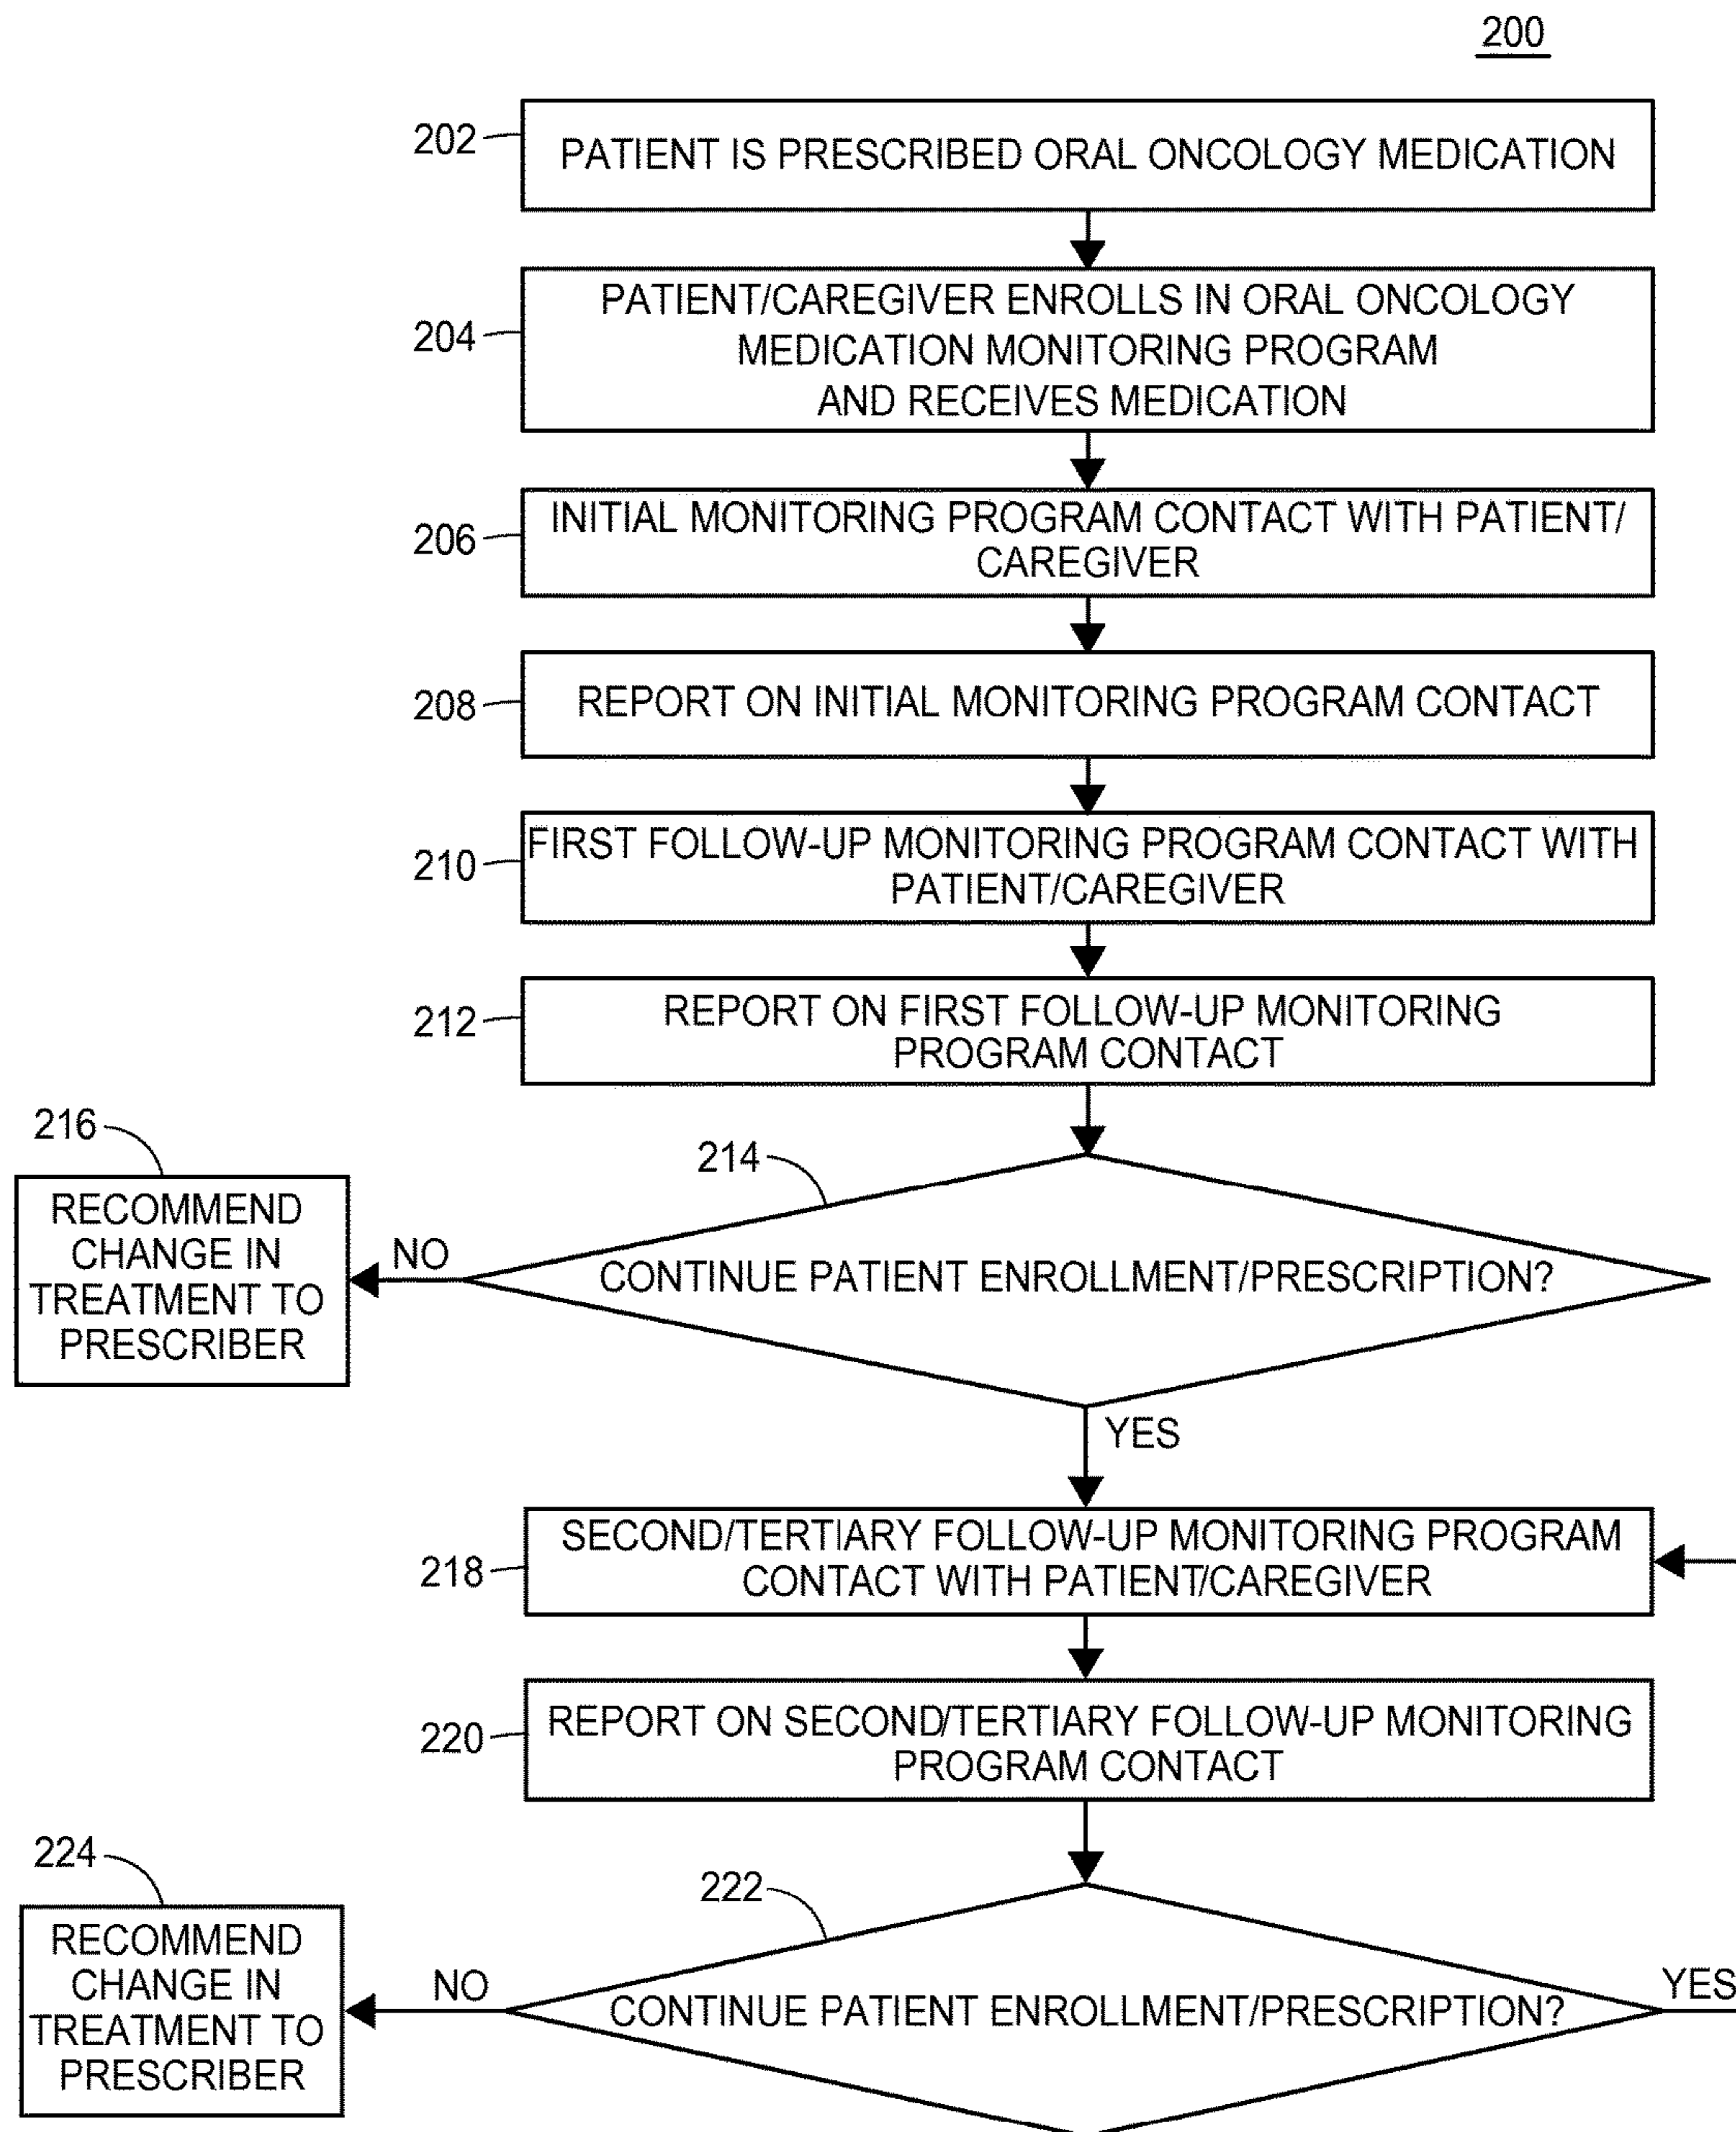 200
202
PATIENT IS PRESCRIBED ORAL ONCOLOGY MEDICATION
204
PATIENT/CAREGIVER ENROLLS IN ORAL ONCOLOGY
MEDICATION MONITORING PROGRAM
AND RECEIVES MEDICATION
206
INITIAL MONITORING PROGRAM CONTACT WITH PATIENT/
CAREGIVER
208
REPORT ON INITIAL MONITORING PROGRAM CONTACT
210
FIRST FOLLOW-UP MONITORING PROGRAM CONTACT WITH
PATIENT/CAREGIVER
212
REPORT ON FIRST FOLLOW-UP MONITORING
PROGRAM CONTACT
214
CONTINUE PATIENT ENROLLMENT/PRESCRIPTION?
NO
216
RECOMMEND
CHANGE IN
TREATMENT TO
PRESCRIBER
YES
218
SECOND/TERTIARY FOLLOW-UP MONITORING PROGRAM
CONTACT WITH PATIENT/CAREGIVER
220
REPORT ON SECOND/TERTIARY FOLLOW-UP MONITORING
PROGRAM CONTACT
222
CONTINUE PATIENT ENROLLMENT/PRESCRIPTION?
YES
NO
224
RECOMMEND
CHANGE IN
TREATMENT TO
PRESCRIBER